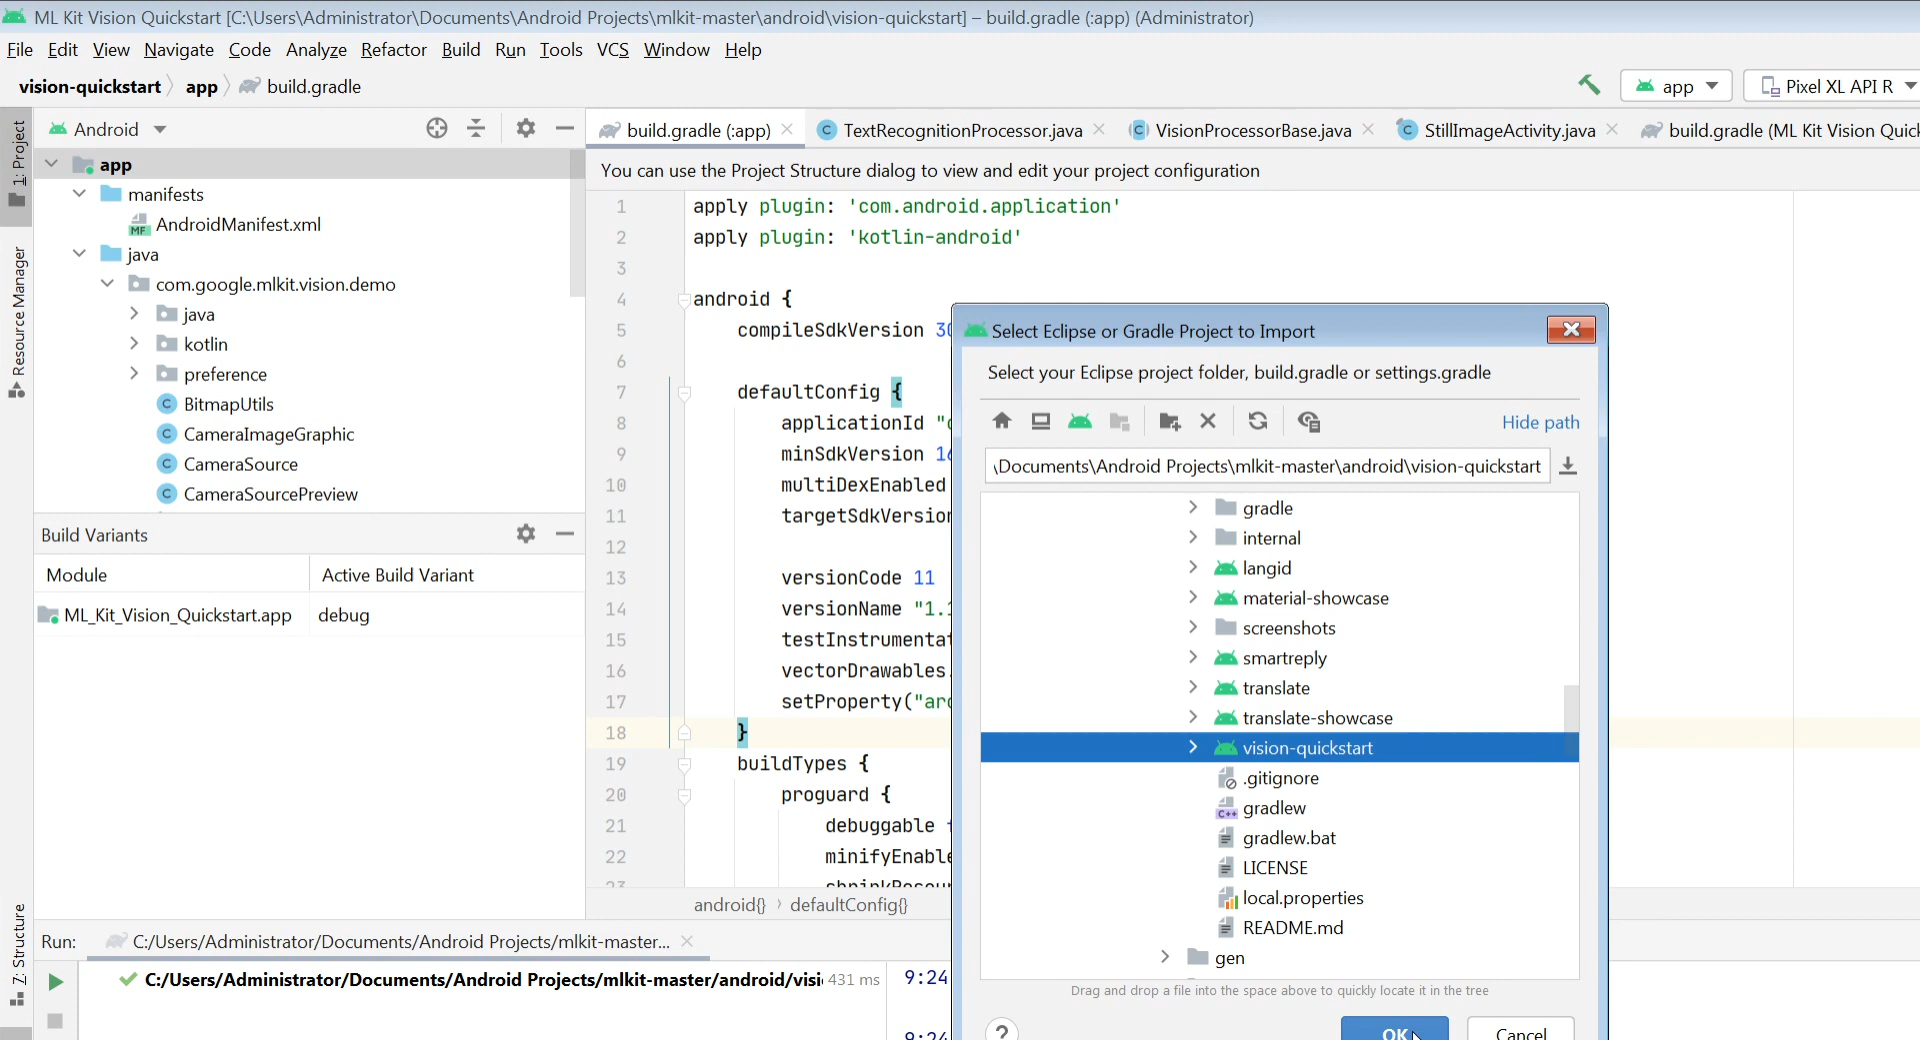 ML Kit Vision Quickstart [C:\Users\Administrator\Documents\Android Projects\mlkit-master\android\vision-quickstart] – build.gradle (:app) (Administrator)
File Edit View Navigate Code Analyze Refactor Build Run Tools VCS Window Help
vision-quickstart app build.gradle
app Pixel XL API R
1: Project
Resource Manager
7: Structure
Android
app
manifests
MF AndroidManifest.xml
java
com.google.mlkit.vision.demo
java
kotlin
preference
C BitmapUtils
C CameraImageGraphic
C CameraSource
C CameraSourcePreview
Build Variants
Module Active Build Variant
ML_Kit_Vision_Quickstart.app debug
build.gradle (:app) C TextRecognitionProcessor.java C VisionProcessorBase.java C StillImageActivity.java build.gradle (ML Kit Vision Quick
You can use the Project Structure dialog to view and edit your project configuration
1 apply plugin: 'com.android.application'
2 apply plugin: 'kotlin-android'
3
4 android {
5 compileSdkVersion 30
6
7 defaultConfig {
8 applicationId "
9 minSdkVersion 16
10 multiDexEnabled
11 targetSdkVersion
12
13 versionCode 11
14 versionName "1.1
15 testInstrumentat
16 vectorDrawables.
17 setProperty("arc
18 }
19 buildTypes {
20 proguard {
21 debuggable
22 minifyEnable
23 shrinkResour
android{} › defaultConfig{}
Select Eclipse or Gradle Project to Import
Select your Eclipse project folder, build.gradle or settings.gradle
Hide path
\Documents\Android Projects\mlkit-master\android\vision-quickstart
gradle
internal
langid
material-showcase
screenshots
smartreply
translate
translate-showcase
vision-quickstart
.gitignore
C++ gradlew
gradlew.bat
LICENSE
local.properties
README.md
gen
Drag and drop a file into the space above to quickly locate it in the tree
? OK Cancel
Run: C:/Users/Administrator/Documents/Android Projects/mlkit-master...
C:/Users/Administrator/Documents/Android Projects/mlkit-master/android/visi 431 ms 9:24
9:24